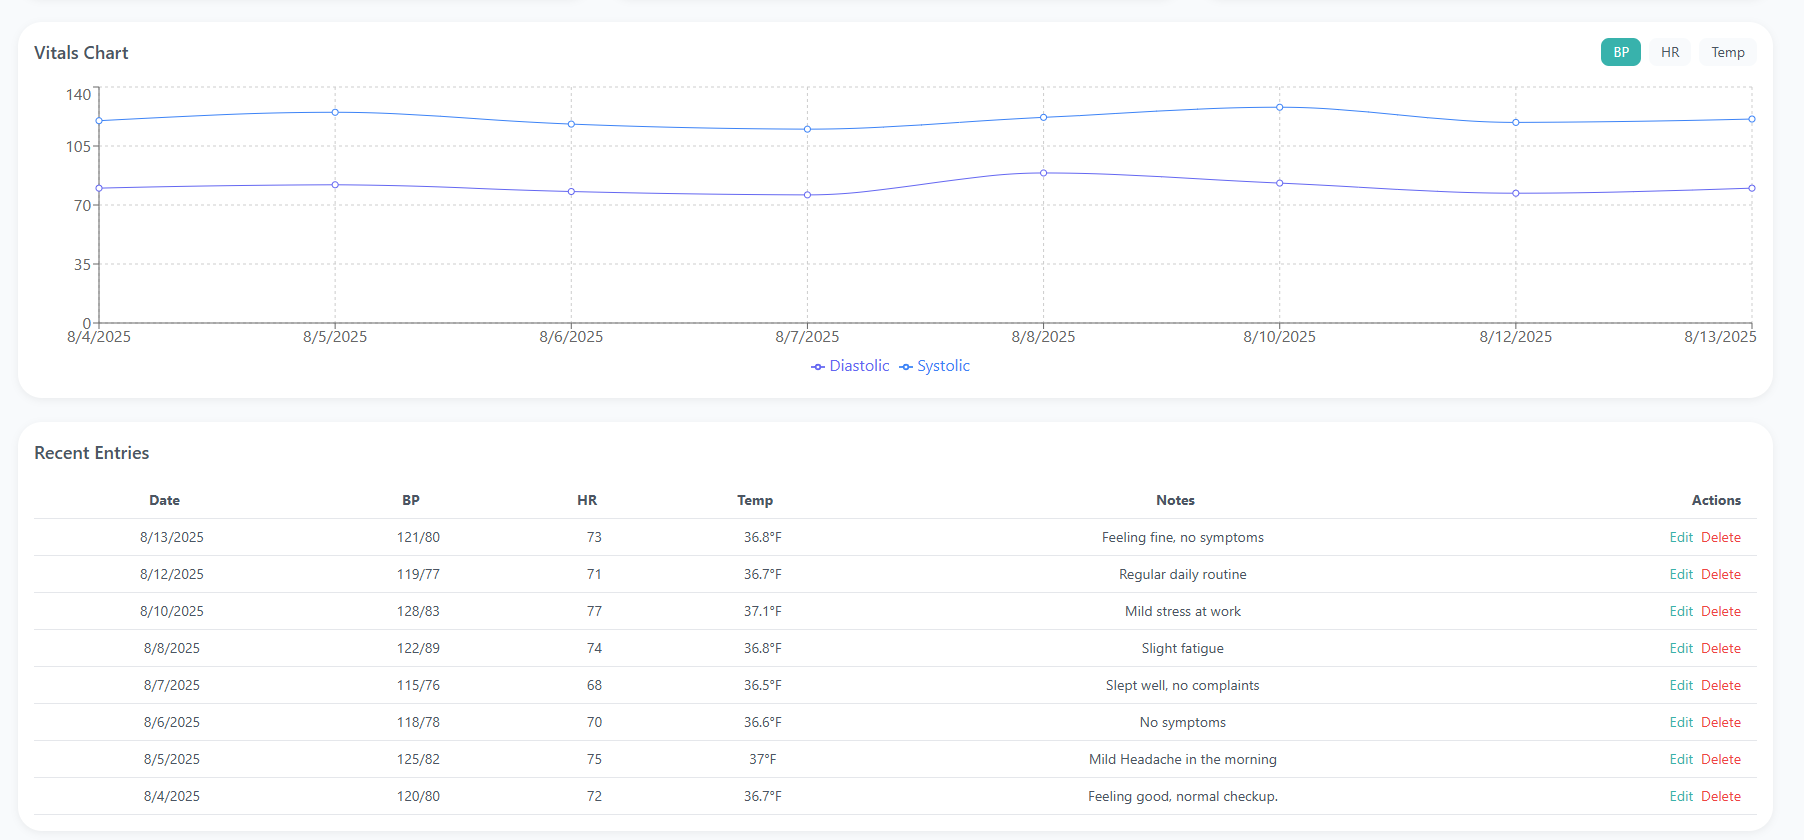 Vitals Chart BP HR Temp
140
105
70
35
0
8/4/2025 8/5/2025 8/6/2025 8/7/2025 8/8/2025 8/10/2025 8/12/2025 8/13/2025
Diastolic Systolic
Recent Entries
Date BP HR Temp Notes Actions
8/13/2025 121/80 73 36.8°F Feeling fine, no symptoms Edit Delete
8/12/2025 119/77 71 36.7°F Regular daily routine Edit Delete
8/10/2025 128/83 77 37.1°F Mild stress at work Edit Delete
8/8/2025 122/89 74 36.8°F Slight fatigue Edit Delete
8/7/2025 115/76 68 36.5°F Slept well, no complaints Edit Delete
8/6/2025 118/78 70 36.6°F No symptoms Edit Delete
8/5/2025 125/82 75 37°F Mild Headache in the morning Edit Delete
8/4/2025 120/80 72 36.7°F Feeling good, normal checkup. Edit Delete